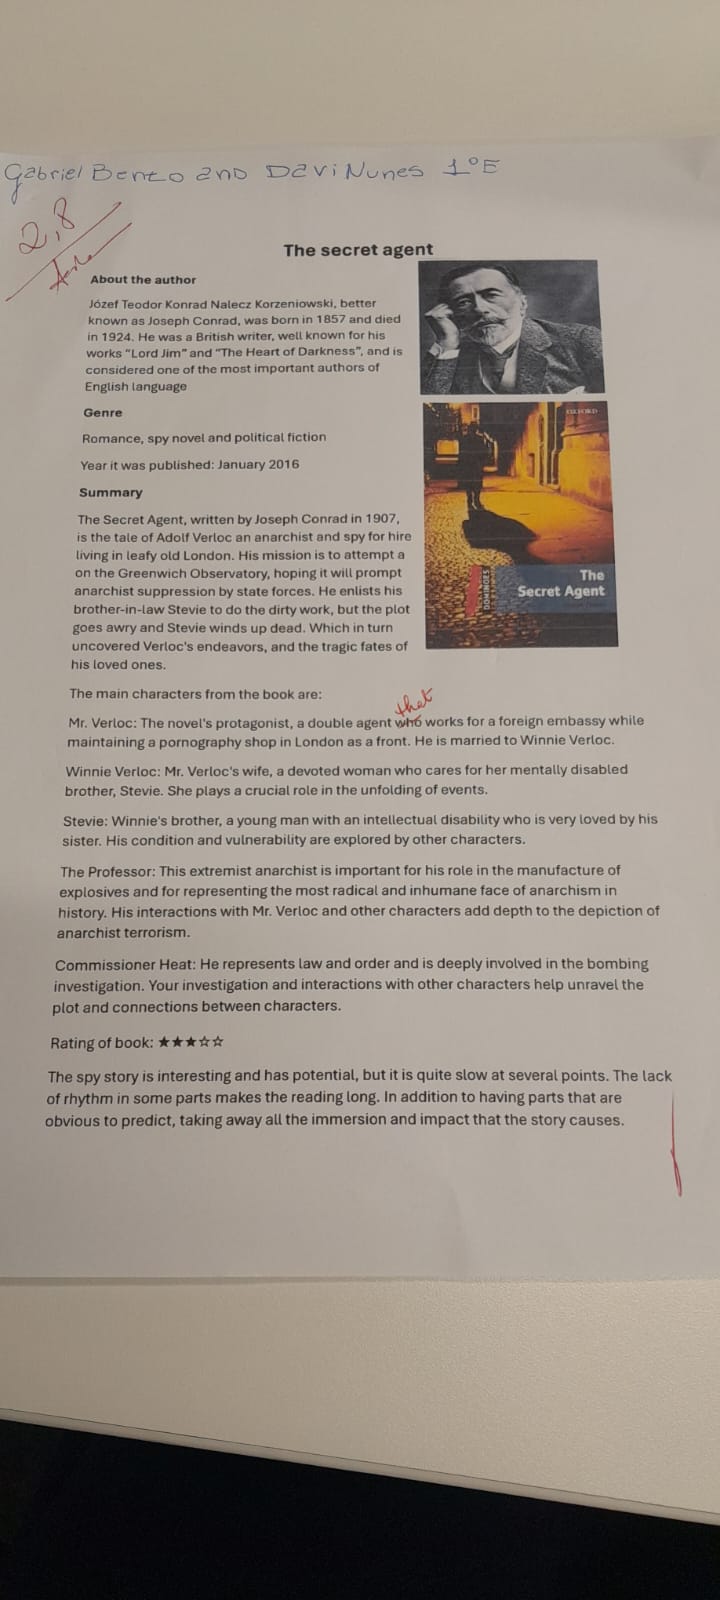 Gabriel Bento and Davi Nunes 1°E
2,8
The secret agent
About the author
Józef Teodor Konrad Nalecz Korzeniowski, better
known as Joseph Conrad, was born in 1857 and died
in 1924. He was a British writer, well known for his
works “Lord Jim” and “The Heart of Darkness”, and is
considered one of the most important authors of
English language
Genre
Romance, spy novel and political fiction
Year it was published: January 2016
Summary
The Secret Agent, written by Joseph Conrad in 1907,
is the tale of Adolf Verloc an anarchist and spy for hire
living in leafy old London. His mission is to attempt a
on the Greenwich Observatory, hoping it will prompt
anarchist suppression by state forces. He enlists his
brother-in-law Stevie to do the dirty work, but the plot
goes awry and Stevie winds up dead. Which in turn
uncovered Verloc's endeavors, and the tragic fates of
his loved ones.
OXFORD
DOMINOES
The
Secret Agent
The main characters from the book are:
that
Mr. Verloc: The novel's protagonist, a double agent who works for a foreign embassy while
maintaining a pornography shop in London as a front. He is married to Winnie Verloc.
Winnie Verloc: Mr. Verloc's wife, a devoted woman who cares for her mentally disabled
brother, Stevie. She plays a crucial role in the unfolding of events.
Stevie: Winnie's brother, a young man with an intellectual disability who is very loved by his
sister. His condition and vulnerability are explored by other characters.
The Professor: This extremist anarchist is important for his role in the manufacture of
explosives and for representing the most radical and inhumane face of anarchism in
history. His interactions with Mr. Verloc and other characters add depth to the depiction of
anarchist terrorism.
Commissioner Heat: He represents law and order and is deeply involved in the bombing
investigation. Your investigation and interactions with other characters help unravel the
plot and connections between characters.
Rating of book: ★★★☆☆
The spy story is interesting and has potential, but it is quite slow at several points. The lack
of rhythm in some parts makes the reading long. In addition to having parts that are
obvious to predict, taking away all the immersion and impact that the story causes.